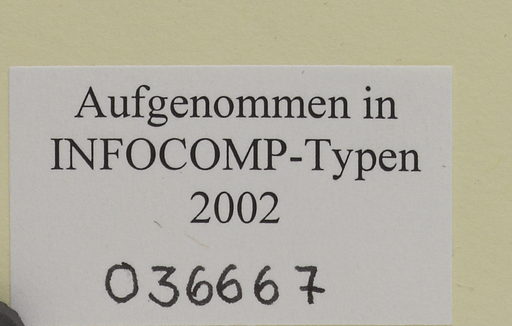 Aufgenommen in
INFOCOMP-Typen
2002
036667